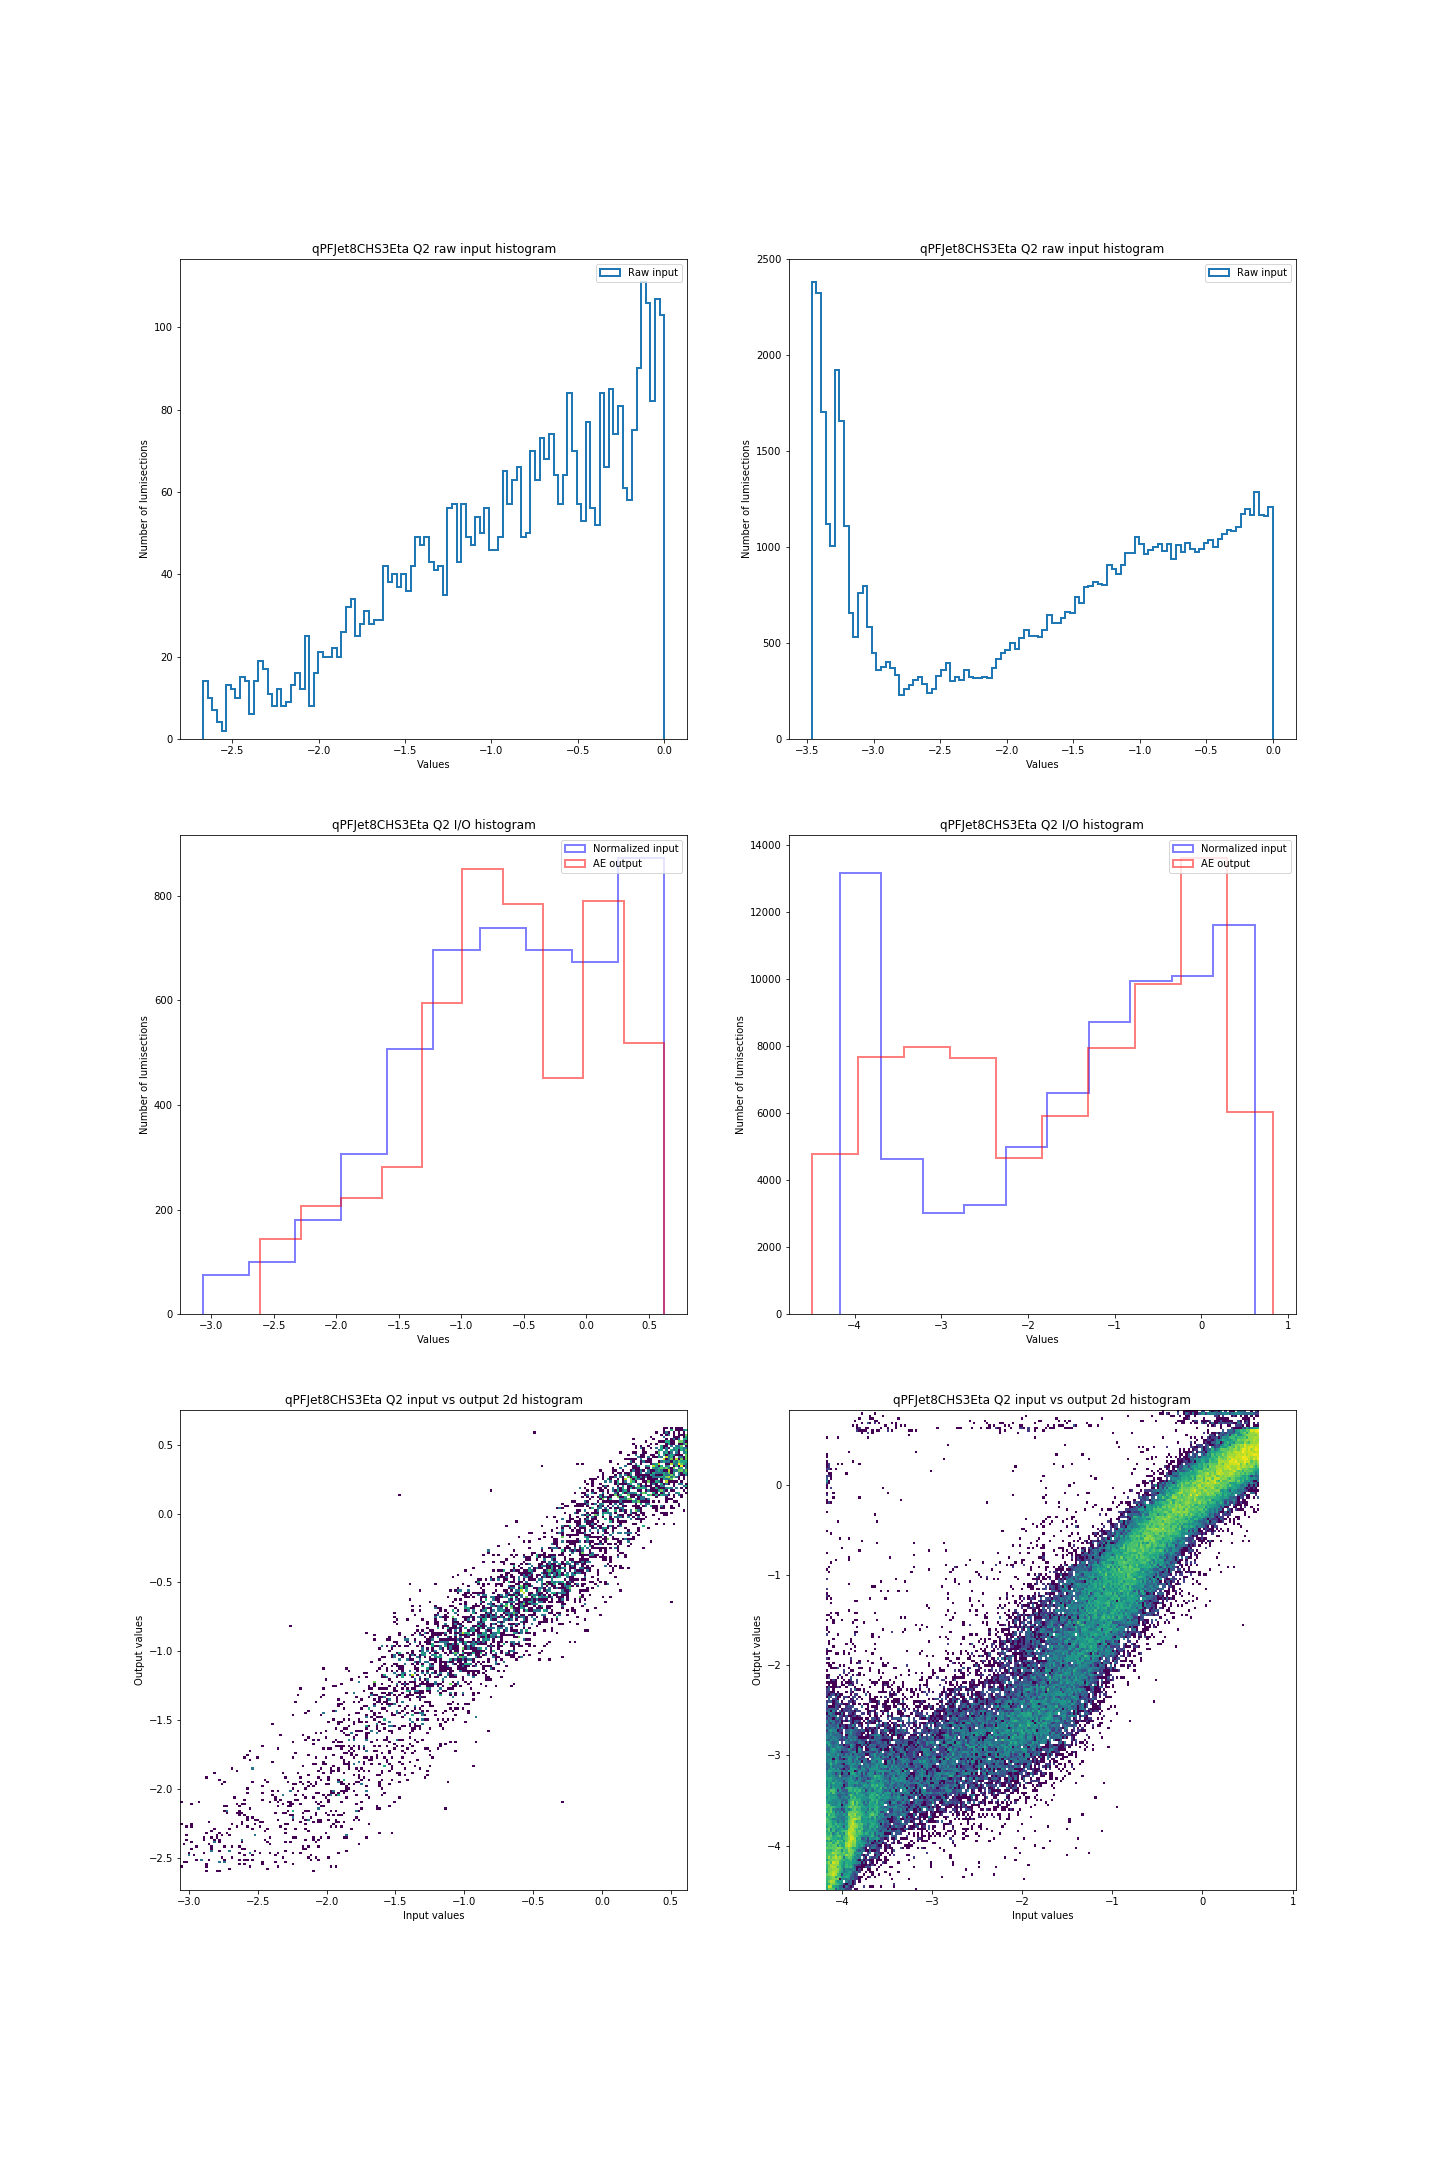 qPFJet8CHS3Eta Q2 raw input histogram
Raw input
Number of lumisections
100
80
60
40
20
0
−2.5 −2.0 −1.5 −1.0 −0.5 0.0
Values
qPFJet8CHS3Eta Q2 raw input histogram
Raw input
Number of lumisections
2500
2000
1500
1000
500
0
−3.5 −3.0 −2.5 −2.0 −1.5 −1.0 −0.5 0.0
Values
qPFJet8CHS3Eta Q2 I/O histogram
Normalized input
AE output
Number of lumisections
800
600
400
200
0
−3.0 −2.5 −2.0 −1.5 −1.0 −0.5 0.0 0.5
Values
qPFJet8CHS3Eta Q2 I/O histogram
Normalized input
AE output
Number of lumisections
14000
12000
10000
8000
6000
4000
2000
0
−4 −3 −2 −1 0 1
Values
qPFJet8CHS3Eta Q2 input vs output 2d histogram
Output values
0.5
0.0
−0.5
−1.0
−1.5
−2.0
−2.5
−3.0 −2.5 −2.0 −1.5 −1.0 −0.5 0.0 0.5
Input values
qPFJet8CHS3Eta Q2 input vs output 2d histogram
Output values
0
−1
−2
−3
−4
−4 −3 −2 −1 0 1
Input values